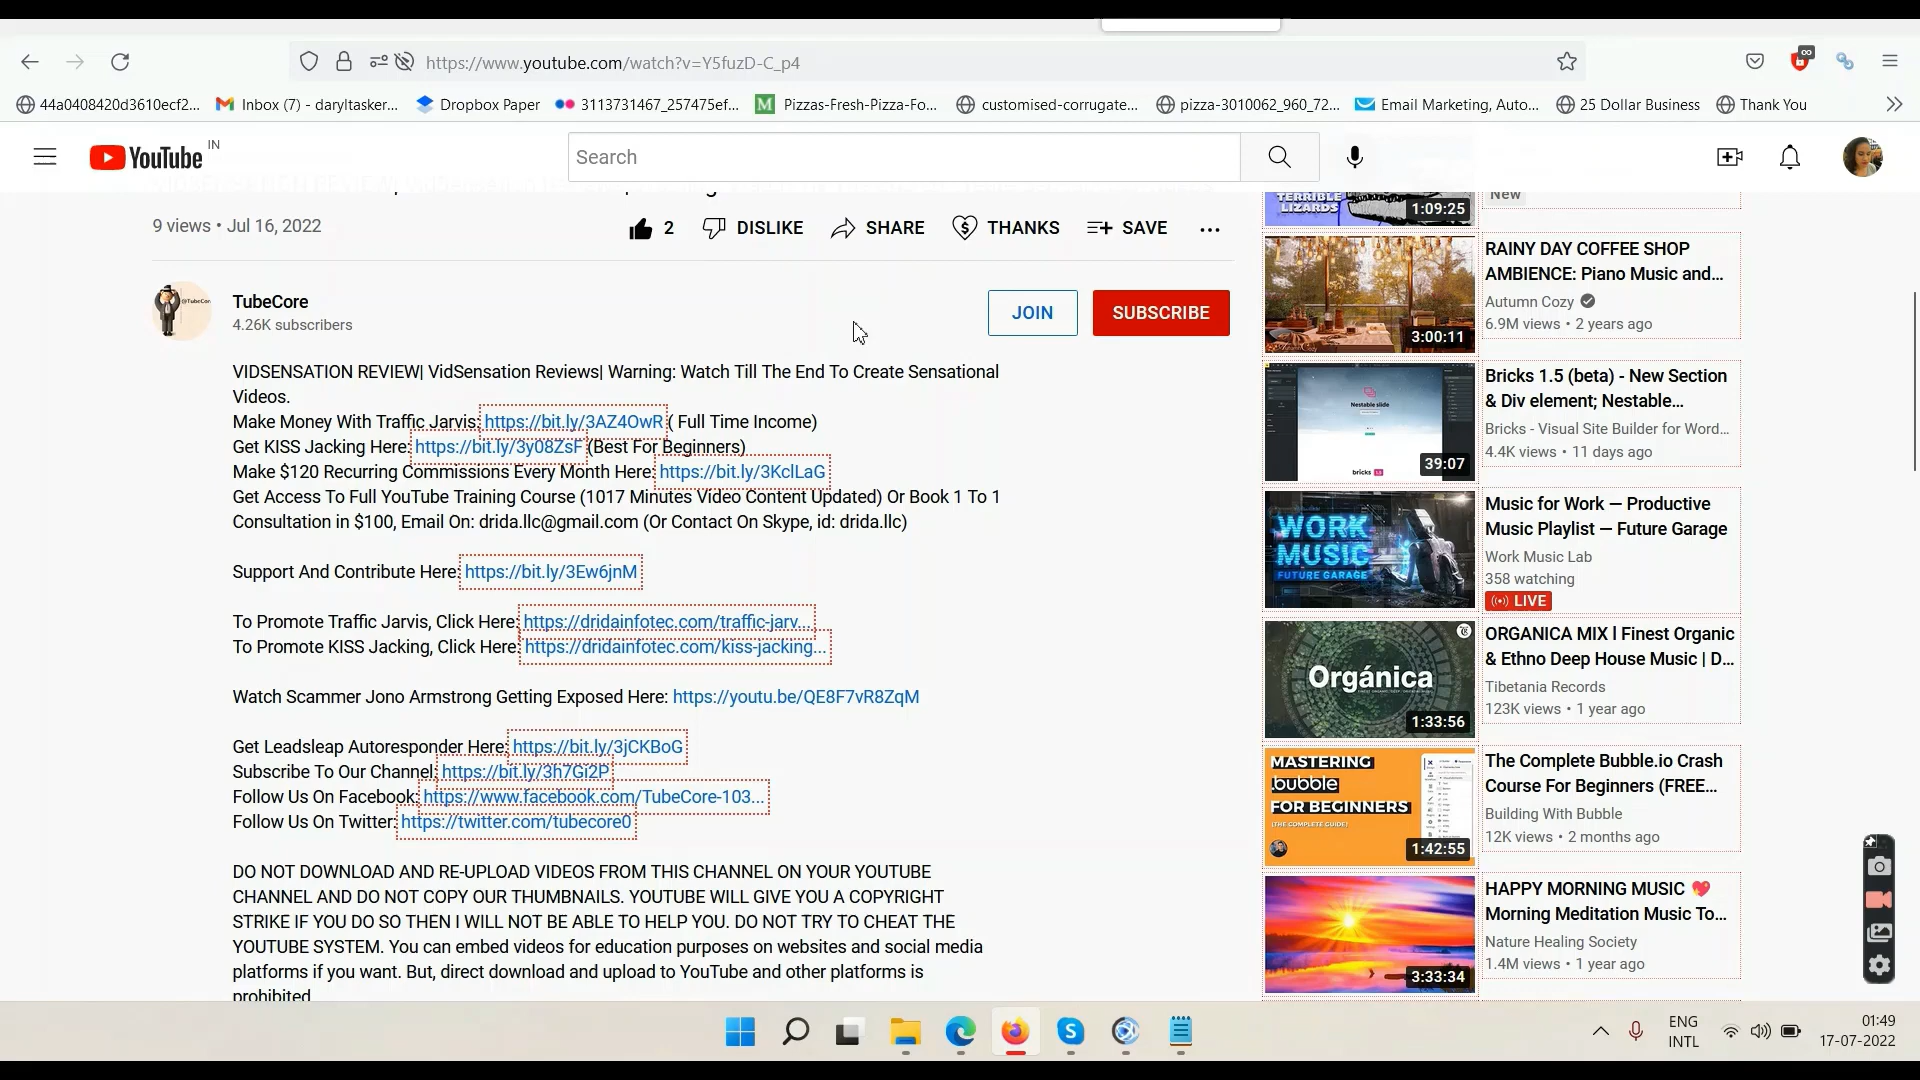 https://www.youtube.com/watch?v=Y5fuzD-C_p4
44a0408420d3610ecf2...
Inbox (7) - daryltasker...
Dropbox Paper
3113731467_257475ef...
Pizzas-Fresh-Pizza-Fo...
customised-corrugate...
pizza-3010062_960_72...
Email Marketing, Auto...
25 Dollar Business
Thank You
YouTube IN
Search
9 views • Jul 16, 2022
2
DISLIKE
SHARE
THANKS
SAVE
TubeCore
4.26K subscribers
JOIN
SUBSCRIBE
VIDSENSATION REVIEW| VidSensation Reviews| Warning: Watch Till The End To Create Sensational
Videos.
Make Money With Traffic Jarvis: https://bit.ly/3AZ4OwR ( Full Time Income)
Get KISS Jacking Here: https://bit.ly/3y08ZsF (Best For Beginners)
Make $120 Recurring Commissions Every Month Here: https://bit.ly/3KclLaG
Get Access To Full YouTube Training Course (1017 Minutes Video Content Updated) Or Book 1 To 1
Consultation in $100, Email On: drida.llc@gmail.com (Or Contact On Skype, id: drida.llc)
Support And Contribute Here: https://bit.ly/3Ew6jnM
To Promote Traffic Jarvis, Click Here: https://dridainfotec.com/traffic-jarv...
To Promote KISS Jacking, Click Here: https://dridainfotec.com/kiss-jacking...
Watch Scammer Jono Armstrong Getting Exposed Here: https://youtu.be/QE8F7vR8ZqM
Get Leadsleap Autoresponder Here: https://bit.ly/3jCKBoG
Subscribe To Our Channel: https://bit.ly/3h7Gi2P
Follow Us On Facebook: https://www.facebook.com/TubeCore-103...
Follow Us On Twitter: https://twitter.com/tubecore0
DO NOT DOWNLOAD AND RE-UPLOAD VIDEOS FROM THIS CHANNEL ON YOUR YOUTUBE
CHANNEL AND DO NOT COPY OUR THUMBNAILS. YOUTUBE WILL GIVE YOU A COPYRIGHT
STRIKE IF YOU DO SO THEN I WILL NOT BE ABLE TO HELP YOU. DO NOT TRY TO CHEAT THE
YOUTUBE SYSTEM. You can embed videos for education purposes on websites and social media
platforms if you want. But, direct download and upload to YouTube and other platforms is
prohibited
TERRIBLE
LIZARDS
1:09:25
New
3:00:11
RAINY DAY COFFEE SHOP
AMBIENCE: Piano Music and...
Autumn Cozy
6.9M views • 2 years ago
Nestable slide
bricks 1.5
39:07
Bricks 1.5 (beta) - New Section
& Div element; Nestable...
Bricks - Visual Site Builder for Word...
4.4K views • 11 days ago
WORK
MUSIC
FUTURE GARAGE
Music for Work — Productive
Music Playlist — Future Garage
Work Music Lab
358 watching
LIVE
Orgánica
1:33:56
ORGANICA MIX l Finest Organic
& Ethno Deep House Music | D...
Tibetania Records
123K views • 1 year ago
MASTERING
.bubble
FOR BEGINNERS
(THE COMPLETE GUIDE)
1:42:55
The Complete Bubble.io Crash
Course For Beginners (FREE...
Building With Bubble
12K views • 2 months ago
3:33:34
HAPPY MORNING MUSIC 💖
Morning Meditation Music To...
Nature Healing Society
1.4M views • 1 year ago
ENG
INTL
01:49
17-07-2022